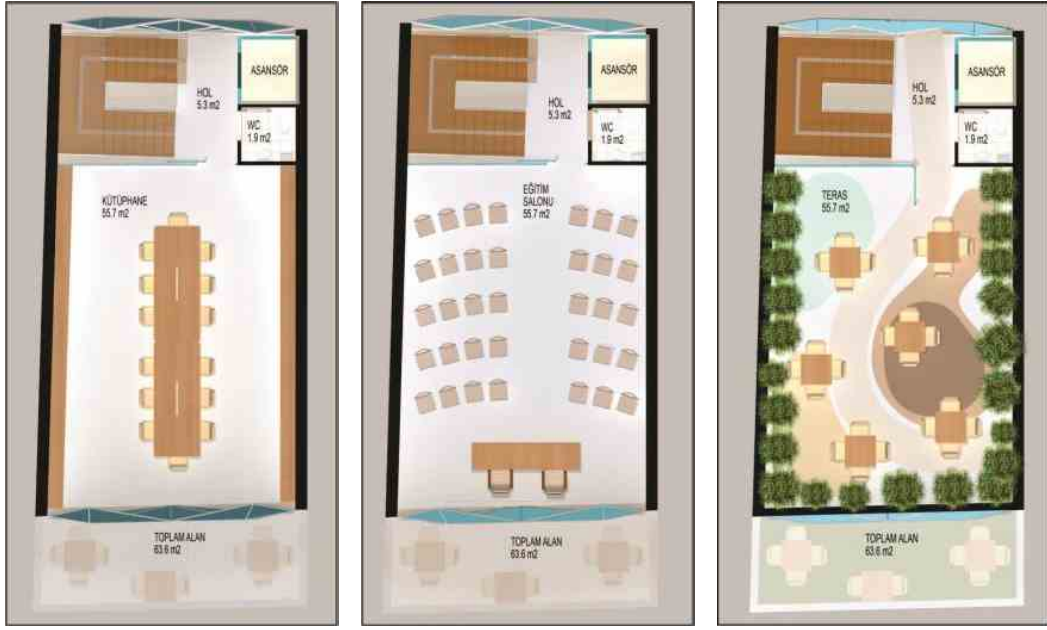 ASANSÖR
HOL
5.3 m2
WC
1.9 m2
KÜTÜPHANE
55.7 m2
TOPLAM ALAN
63.6 m2
ASANSÖR
HOL
5.3 m2
WC
1.9 m2
EĞİTİM
SALONU
55.7 m2
TOPLAM ALAN
63.6 m2
ASANSÖR
HOL
5.3 m2
WC
1.9 m2
TERAS
55.7 m2
TOPLAM ALAN
63.6 m2